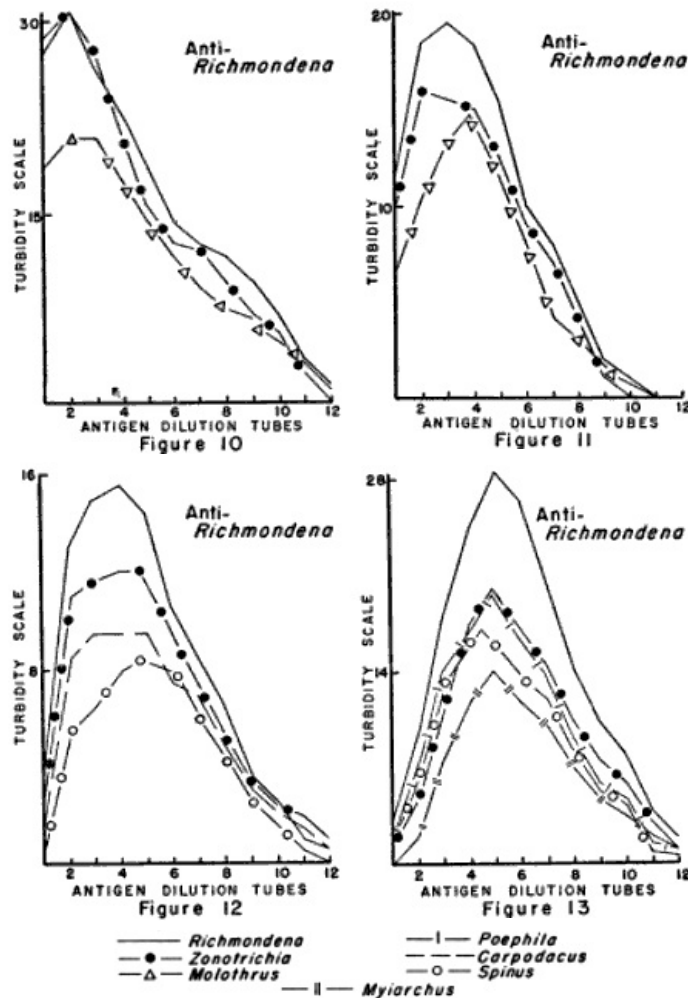 30
15
TURBIDITY SCALE
Anti-
Richmondena
2 4 6 8 10 12
ANTIGEN DILUTION TUBES
Figure 10
20
10
TURBIDITY SCALE
Anti-
Richmondena
2 4 6 8 10 12
ANTIGEN DILUTION TUBES
Figure 11
16
8
TURBIDITY SCALE
Anti-
Richmondena
2 4 6 8 10 12
ANTIGEN DILUTION TUBES
Figure 12
28
14
TURBIDITY SCALE
Anti-
Richmondena
2 4 6 8 10 12
ANTIGEN DILUTION TUBES
Figure 13
Richmondena
Zonotrichia
Molothrus
Poephila
Carpodacus
Spinus
Myiarchus